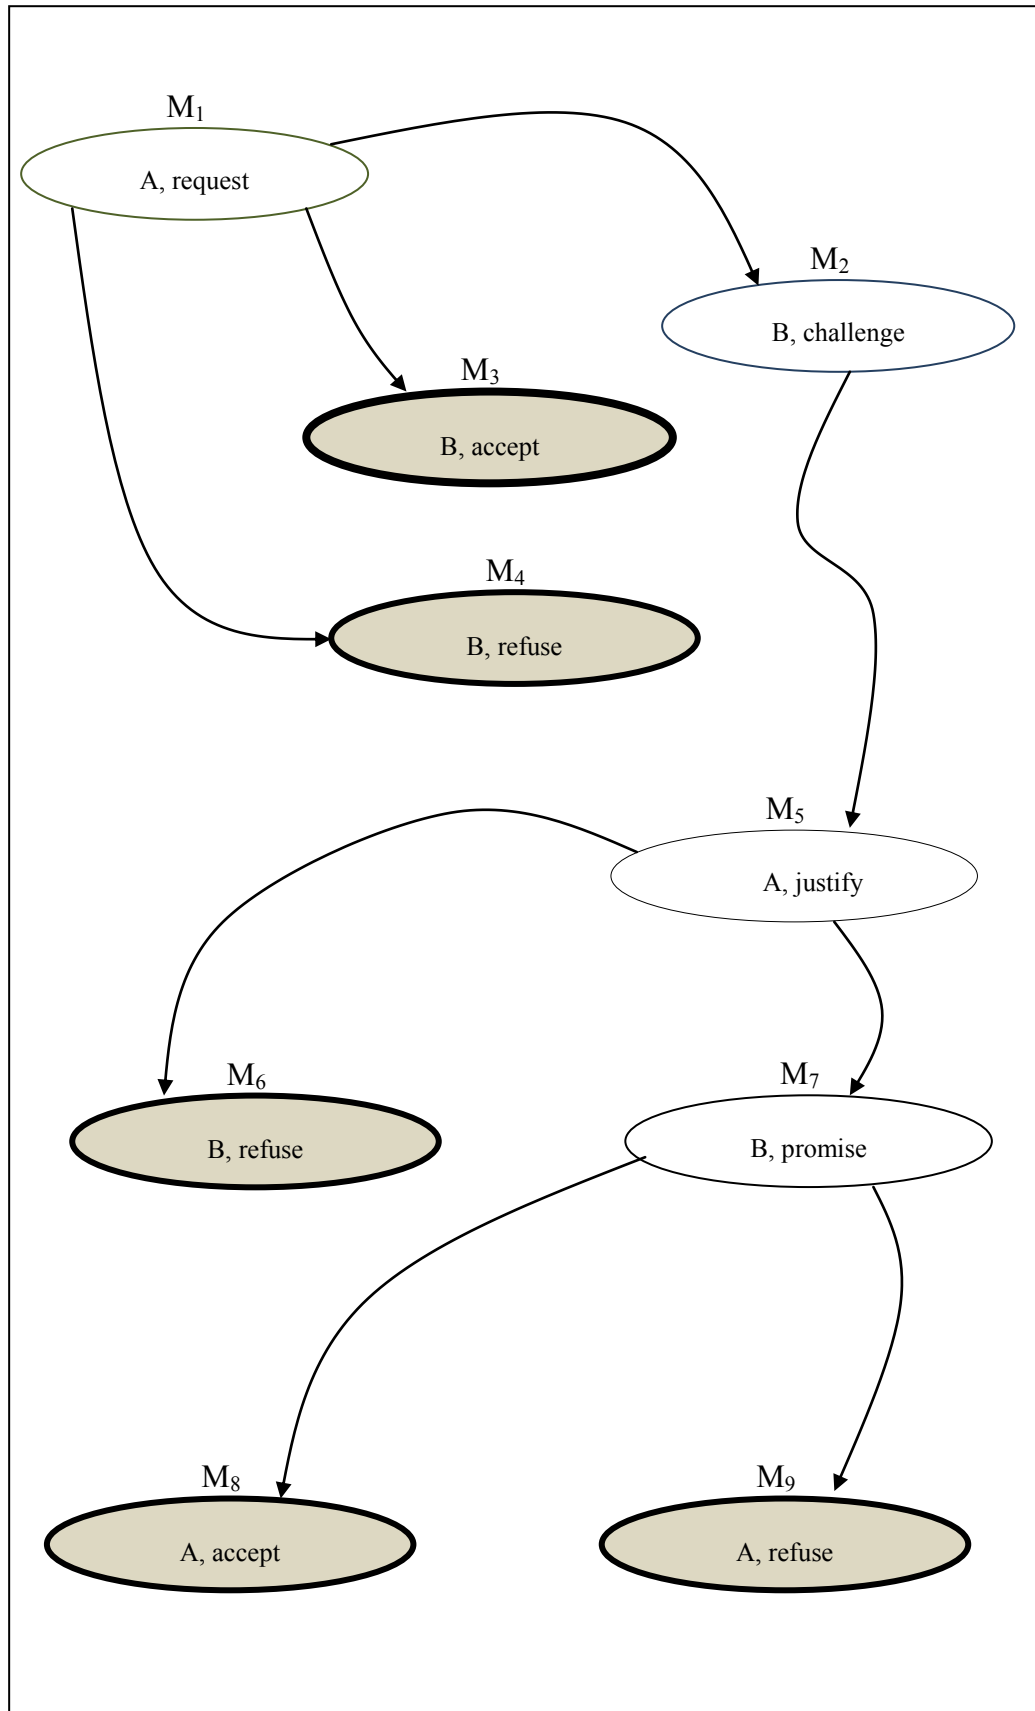 M₁
A, request
M₂
B, challenge
M₃
B, accept
M₄
B, refuse
M₅
A, justify
M₆
B, refuse
M₇
B, promise
M₈
A, accept
M₉
A, refuse